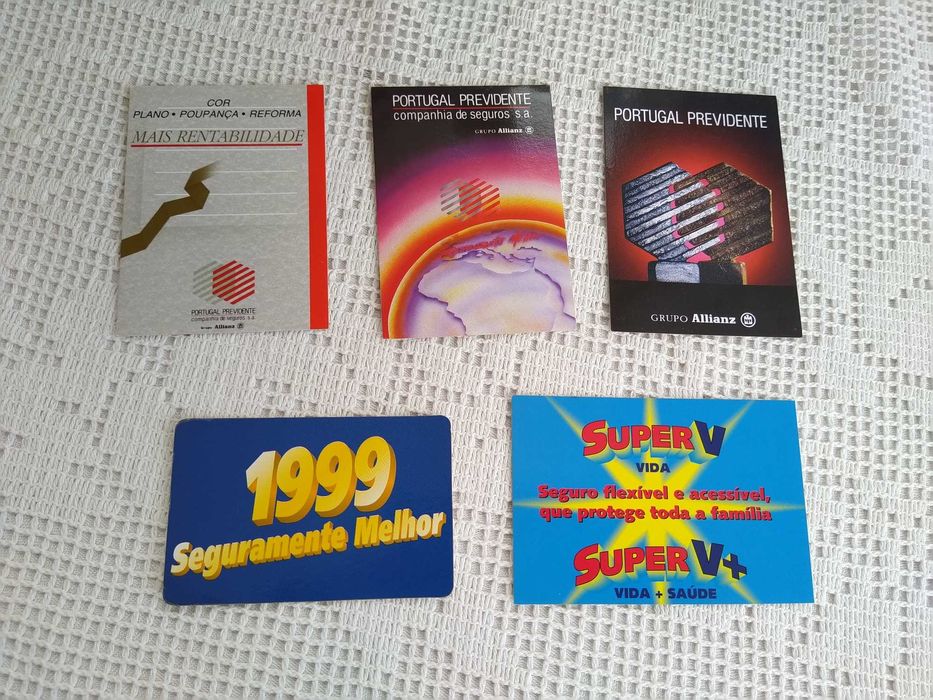 COR
PLANO • POUPANÇA • REFORMA
MAIS RENTABILIDADE
PORTUGAL PREVIDENTE
companhia de seguros s.a.
Grupo Allianz
PORTUGAL PREVIDENTE
companhia de seguros s.a.
GRUPO Allianz
PORTUGAL PREVIDENTE
GRUPO Allianz
1999
Seguramente Melhor
SUPER V
VIDA
Seguro flexível e acessível,
que protege toda a família
SUPER V+
VIDA + SAÚDE